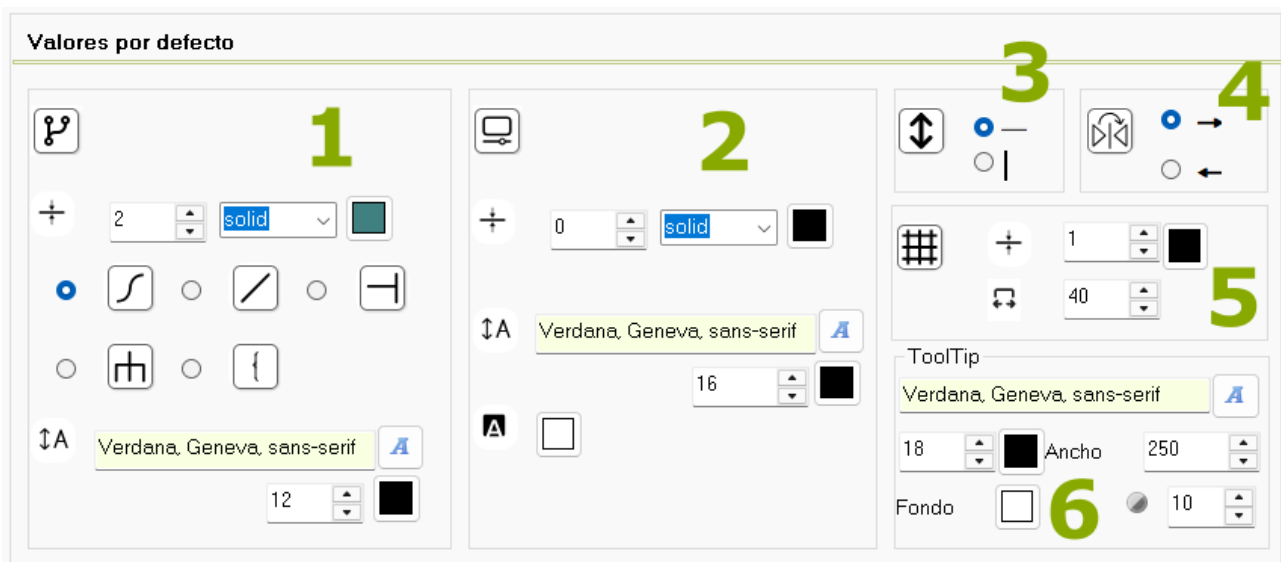 Valores por defecto
1
2 solid
A Verdana, Geneva, sans-serif A
12
2
0 solid
A Verdana, Geneva, sans-serif A
16
A
3
4
1
40
5
ToolTip
Verdana, Geneva, sans-serif A
18 Ancho 250
Fondo 6 10